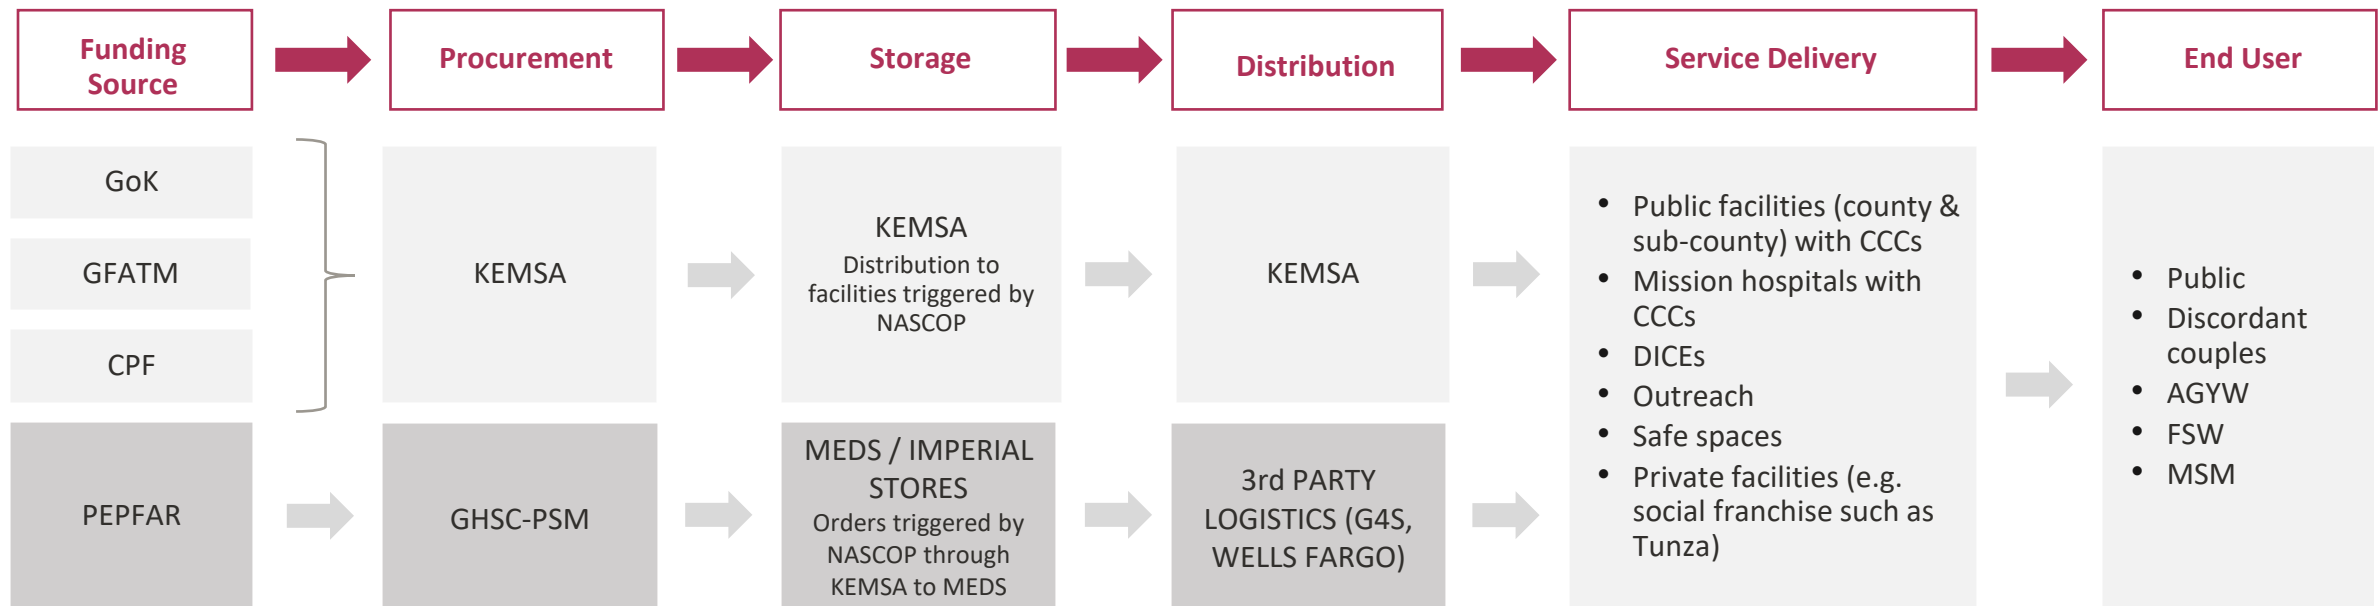 Funding
Source
Procurement
Storage
Distribution
Service Delivery
End User
GoK
GFATM
CPF
KEMSA
KEMSA
Distribution to
facilities triggered by
NASCOP
KEMSA
PEPFAR
GHSC-PSM
MEDS / IMPERIAL
STORES
Orders triggered by
NASCOP through
KEMSA to MEDS
3rd PARTY
LOGISTICS (G4S,
WELLS FARGO)
• Public facilities (county &
sub-county) with CCCs
• Mission hospitals with
CCCs
• DICEs
• Outreach
• Safe spaces
• Private facilities (e.g.
social franchise such as
Tunza)
• Public
• Discordant
couples
• AGYW
• FSW
• MSM